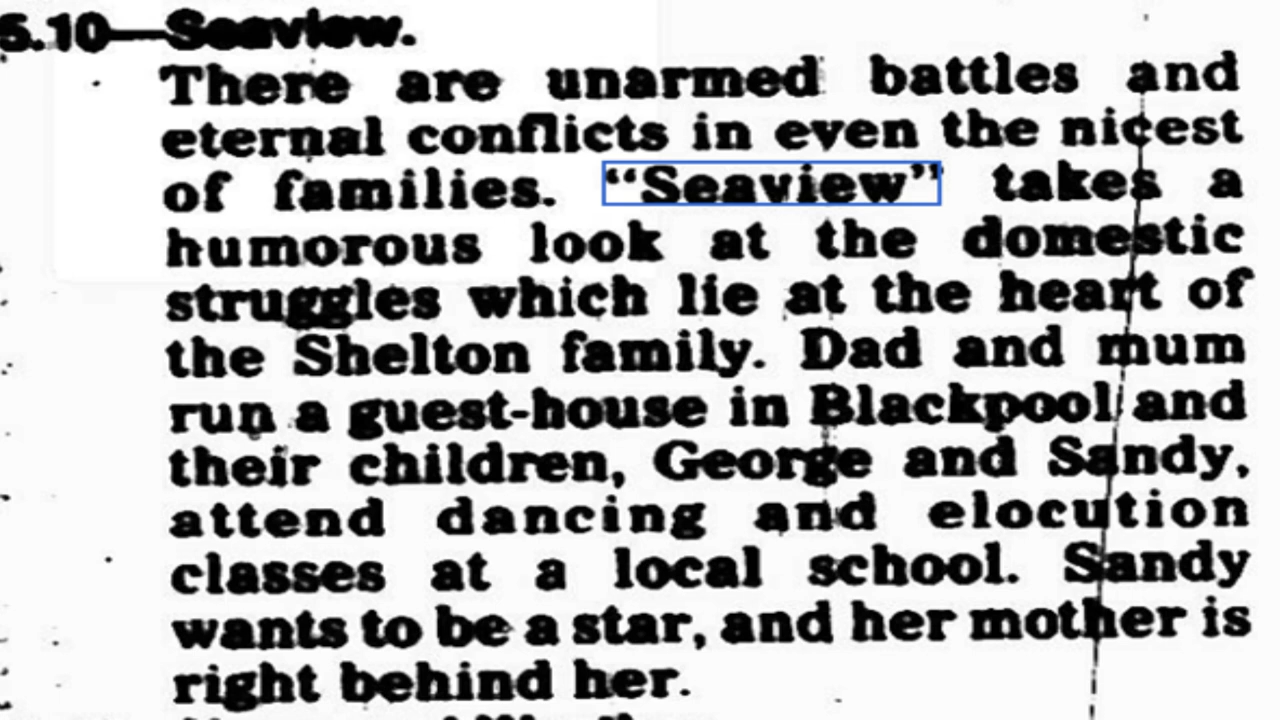 5.10—Seaview.
There are unarmed battles and
eternal conflicts in even the nicest
of families. “Seaview” takes a
humorous look at the domestic
struggles which lie at the heart of
the Shelton family. Dad and mum
run a guest-house in Blackpool and
their children, George and Sandy,
attend dancing and elocution
classes at a local school. Sandy
wants to be a star, and her mother is
right behind her.